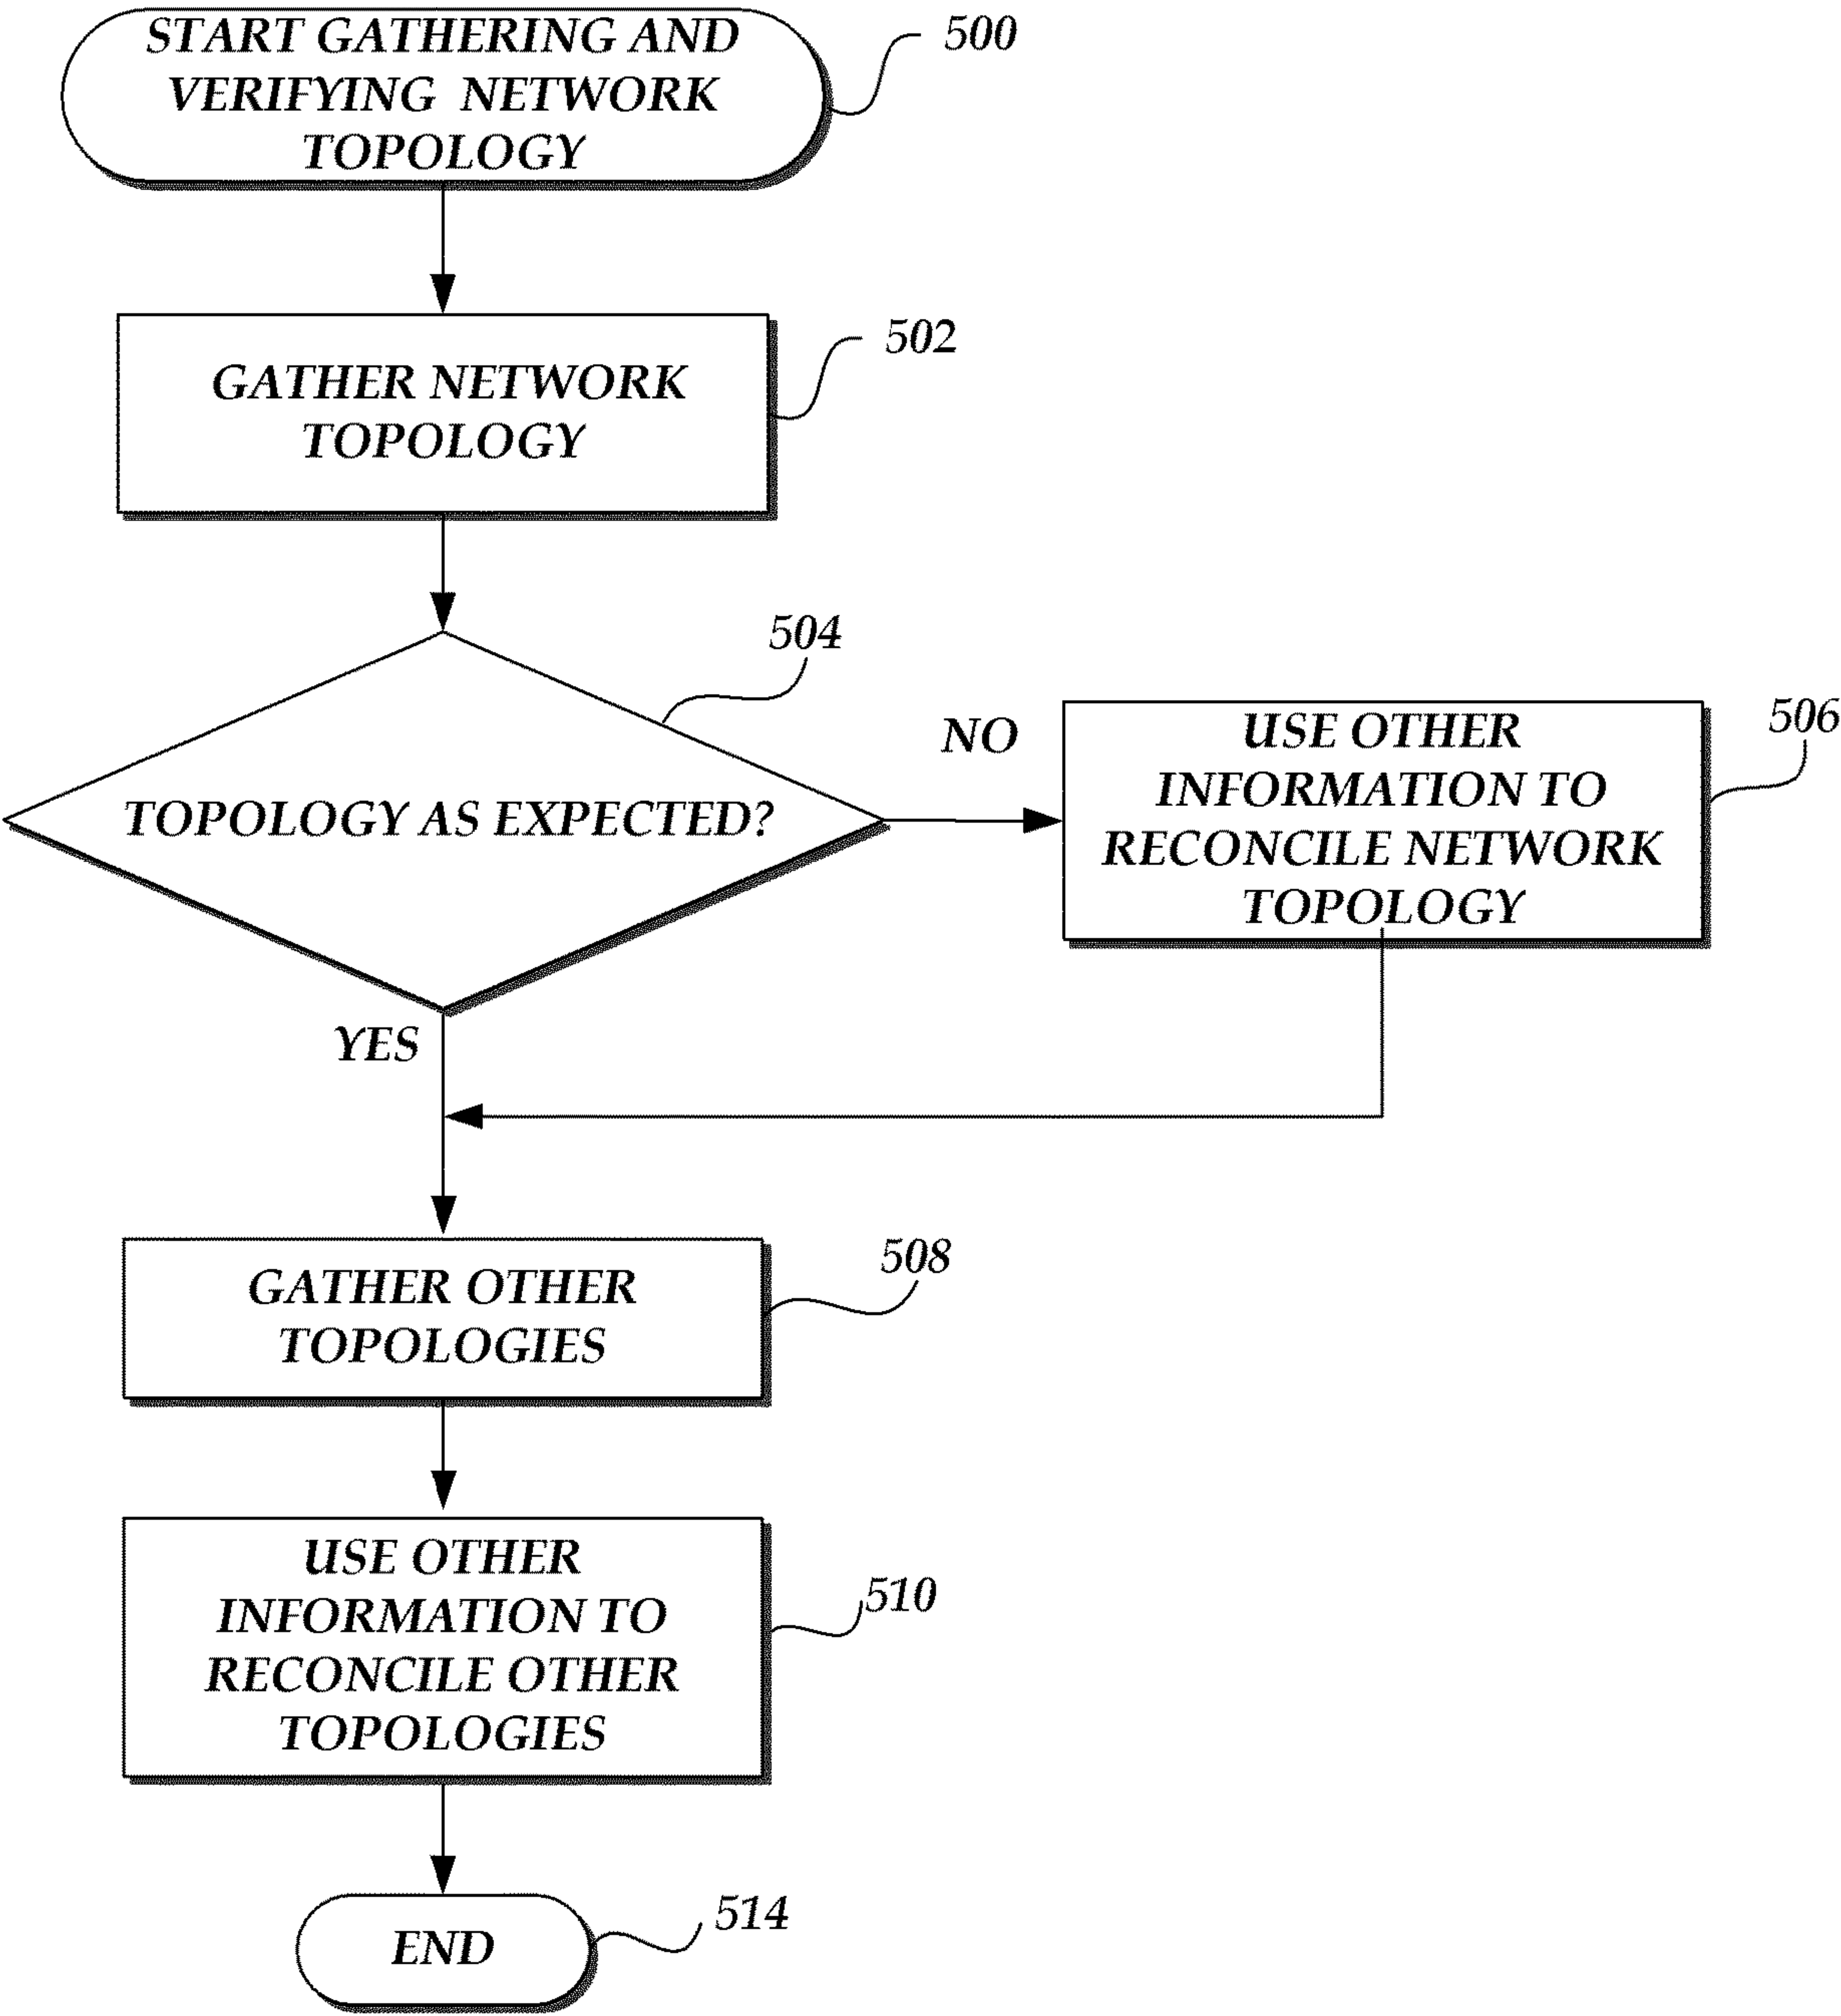 START GATHERING AND
VERIFYING NETWORK
TOPOLOGY
500
GATHER NETWORK
TOPOLOGY
502
TOPOLOGY AS EXPECTED?
504
NO
USE OTHER
INFORMATION TO
RECONCILE NETWORK
TOPOLOGY
506
YES
GATHER OTHER
TOPOLOGIES
508
USE OTHER
INFORMATION TO
RECONCILE OTHER
TOPOLOGIES
510
END
514